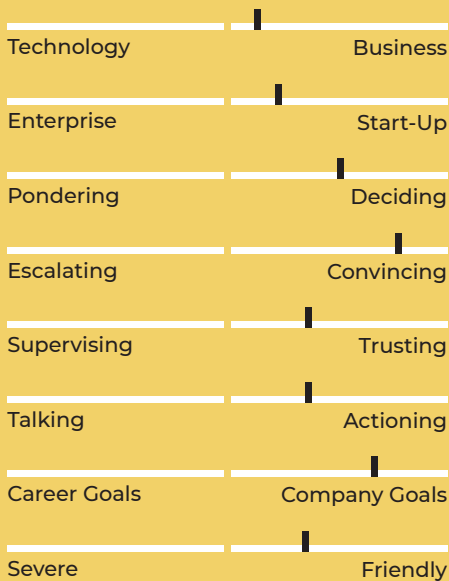 Technology Business
Enterprise Start-Up
Pondering Deciding
Escalating Convincing
Supervising Trusting
Talking Actioning
Career Goals Company Goals
Severe Friendly